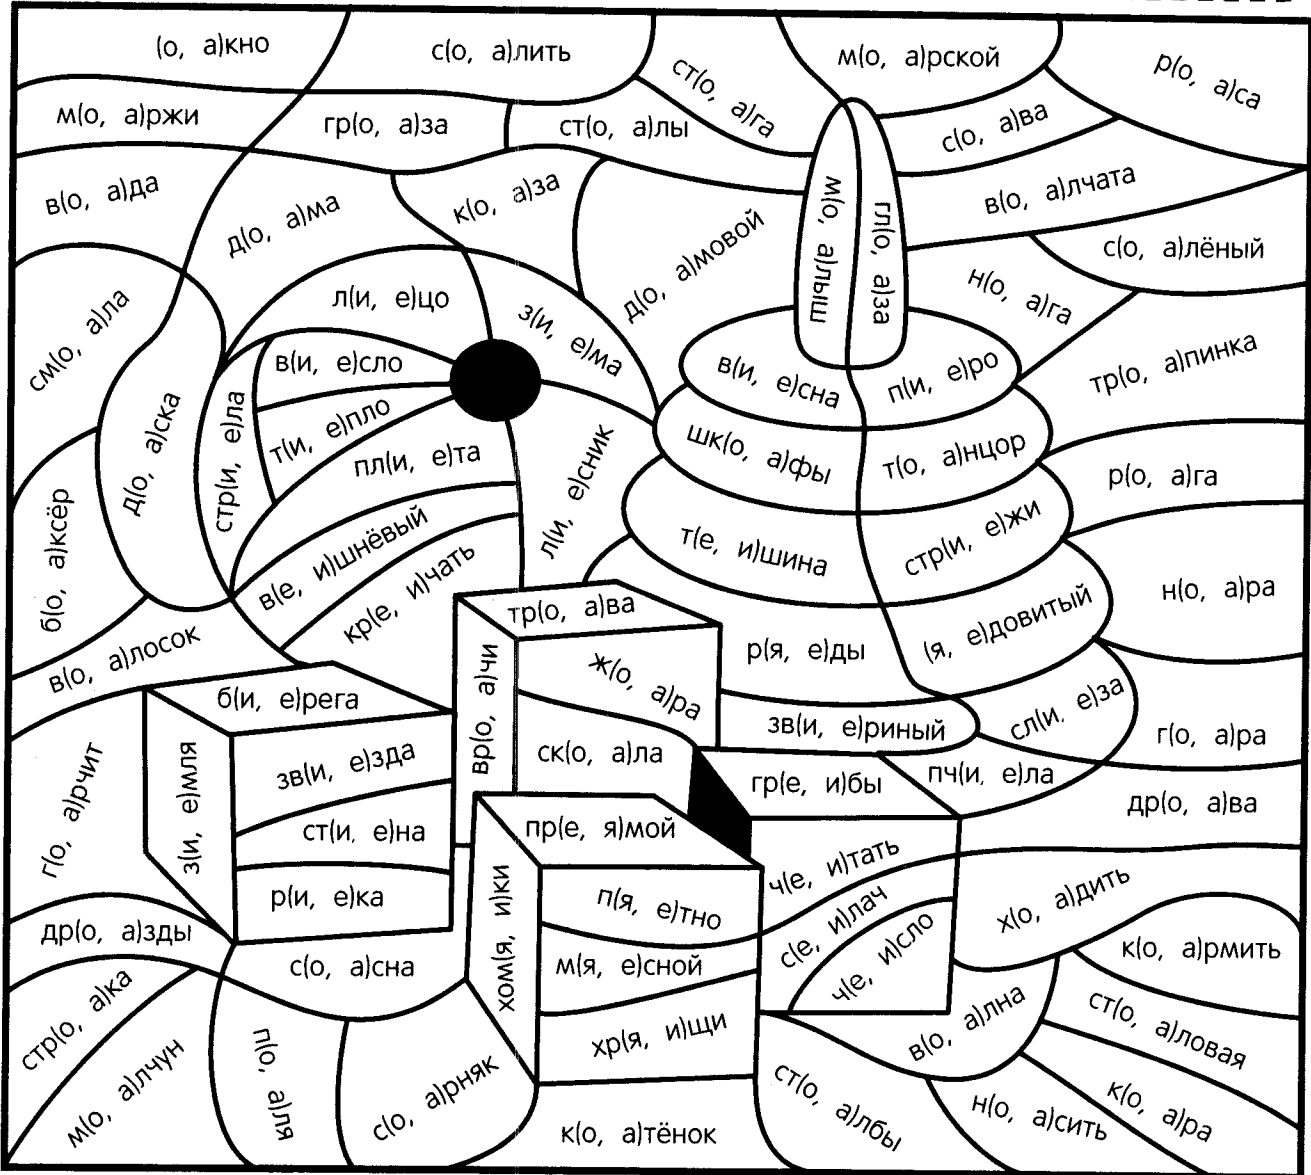 (о, а)кно
с(о, а)лить
ст(о, а)га
м(о, а)рской
р(о, а)са
м(о, а)ржи
гр(о, а)за
ст(о, а)лы
с(о, а)ва
в(о, а)да
д(о, а)ма
к(о, а)за
д(о, а)мовой
м(о, а)лыш
гл(о, а)за
в(о, а)лчата
с(о, а)лёный
н(о, а)га
см(о, а)ла
л(и, е)цо
з(и, е)ма
в(и, е)сло
т(и, е)пло
стр(и, е)ла
пл(и, е)та
д(о, а)ска
в(и, е)сна
п(и, е)ро
тр(о, а)пинка
шк(о, а)фы
т(о, а)нцор
р(о, а)га
б(о, а)ксёр
в(е, и)шнёвый
кр(е, и)чать
л(и, е)сник
т(е, и)шина
стр(и, е)жи
н(о, а)ра
в(о, а)лосок
тр(о, а)ва
вр(о, а)чи
ж(о, а)ра
ск(о, а)ла
р(я, е)ды
(я, е)довитый
б(и, е)рега
з(и, е)мля
зв(и, е)зда
ст(и, е)на
р(и, е)ка
зв(и, е)риный
сл(и, е)за
г(о, а)ра
г(о, а)рчит
гр(е, и)бы
пч(и, е)ла
др(о, а)ва
пр(е, я)мой
хом(я, и)ки
п(я, е)тно
м(я, е)сной
хр(я, и)щи
ч(е, и)тать
с(е, и)лач
ч(е, и)сло
х(о, а)дить
к(о, а)рмить
др(о, а)зды
с(о, а)сна
стр(о, а)ка
м(о, а)лчун
п(о, а)ля
с(о, а)рняк
к(о, а)тёнок
ст(о, а)лбы
в(о, а)лна
ст(о, а)ловая
н(о, а)сить
к(о, а)ра